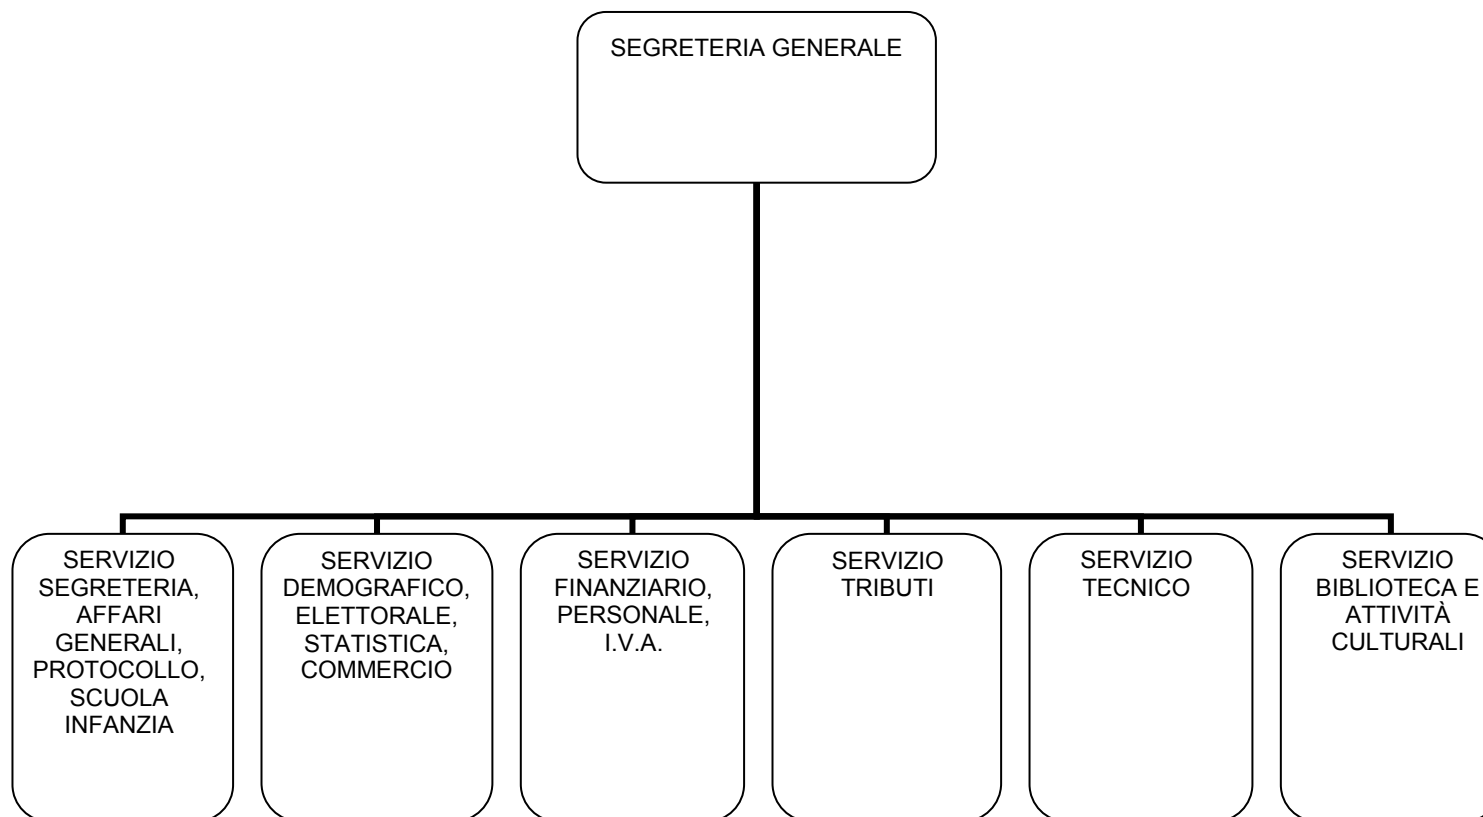 SEGRETERIA GENERALE
SERVIZIO
SEGRETERIA,
AFFARI
GENERALI,
PROTOCOLLO,
SCUOLA
INFANZIA
SERVIZIO
DEMOGRAFICO,
ELETTORALE,
STATISTICA,
COMMERCIO
SERVIZIO
FINANZIARIO,
PERSONALE,
I.V.A.
SERVIZIO
TRIBUTI
SERVIZIO
TECNICO
SERVIZIO
BIBLIOTECA E
ATTIVITÀ
CULTURALI